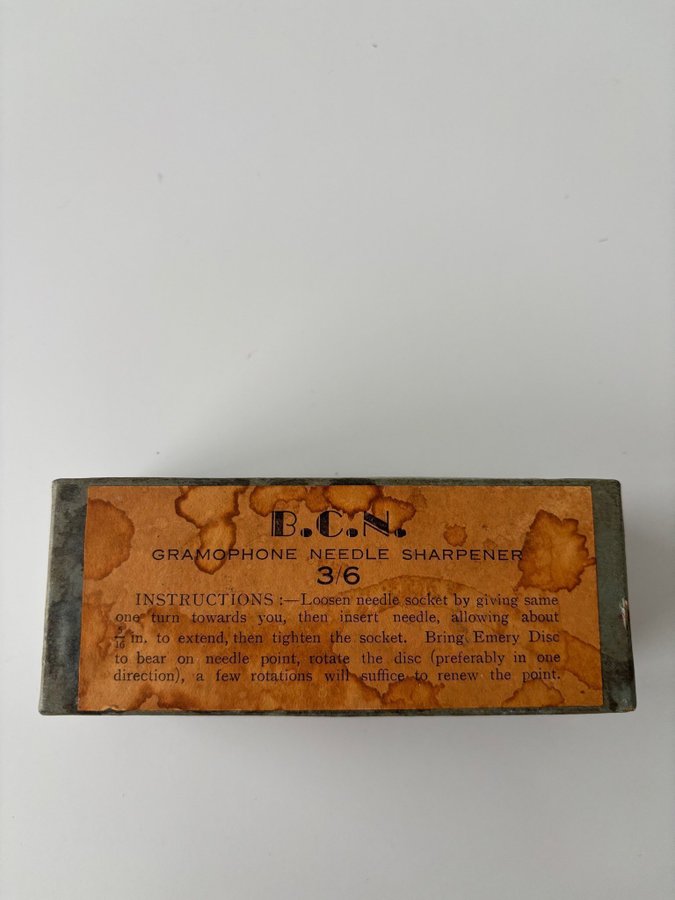 B.C.N.
GRAMOPHONE NEEDLE SHARPENER
3/6
INSTRUCTIONS :—Loosen needle socket by giving same
one turn towards you, then insert needle, allowing about
5/16 in. to extend, then tighten the socket. Bring Emery Disc
to bear on needle point, rotate the disc (preferably in one
direction), a few rotations will suffice to renew the point.